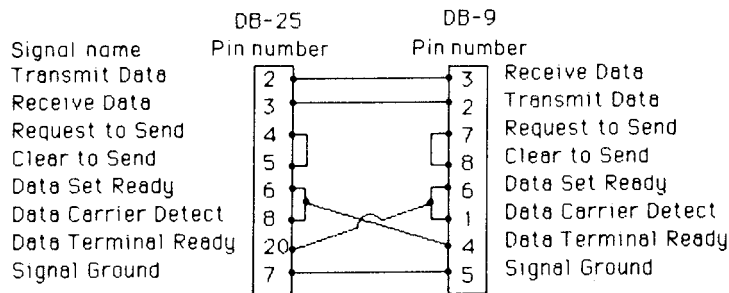 DB-25 DB-9
Signal name Pin number Pin number
Transmit Data 2 3 Receive Data
Receive Data 3 2 Transmit Data
Request to Send 4 7 Request to Send
Clear to Send 5 8 Clear to Send
Data Set Ready 6 6 Data Set Ready
Data Carrier Detect 8 1 Data Carrier Detect
Data Terminal Ready 20 4 Data Terminal Ready
Signal Ground 7 5 Signal Ground